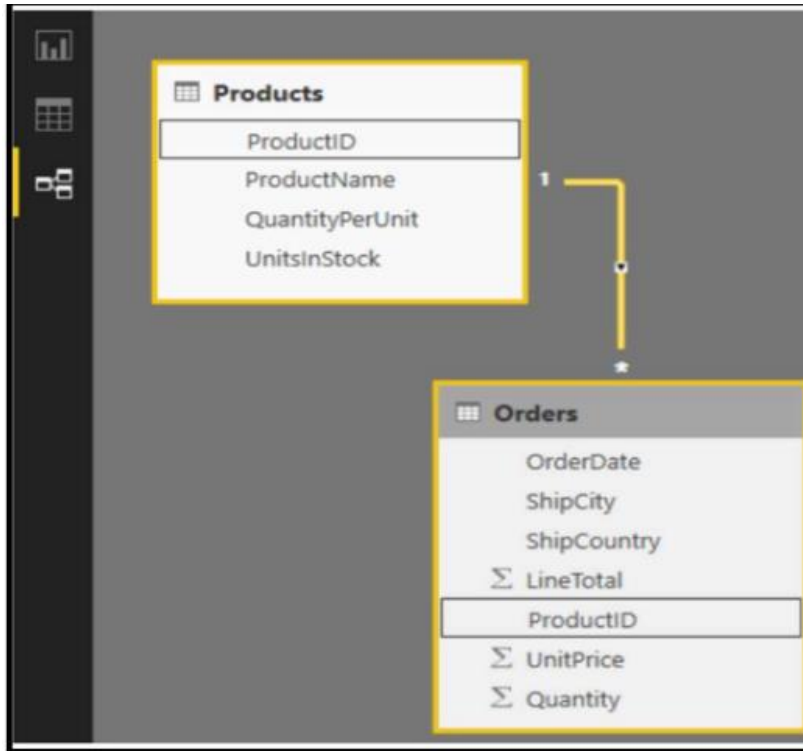 Products
ProductID
ProductName
QuantityPerUnit
UnitsInStock
1
*
Orders
OrderDate
ShipCity
ShipCountry
Σ LineTotal
ProductID
Σ UnitPrice
Σ Quantity